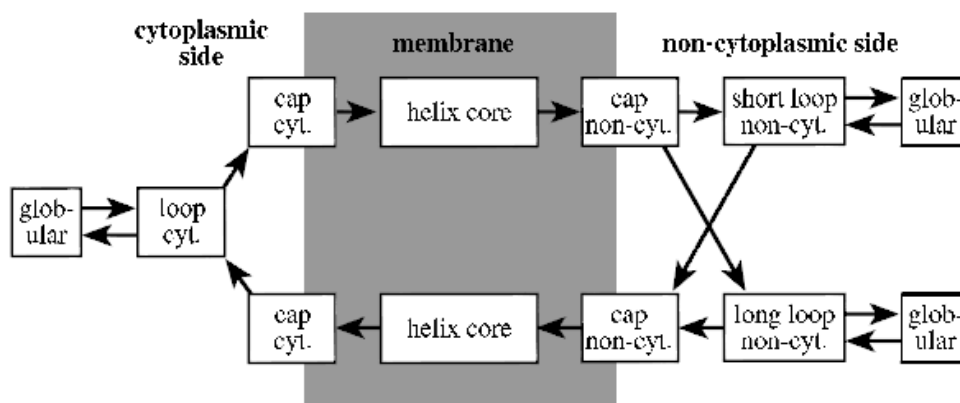 cytoplasmic
side
membrane
non-cytoplasmic side
cap
cyt.
helix core
cap
non-cyt.
short loop
non-cyt.
glob-
ular
glob-
ular
loop
cyt.
cap
cyt.
helix core
cap
non-cyt.
long loop
non-cyt.
glob-
ular